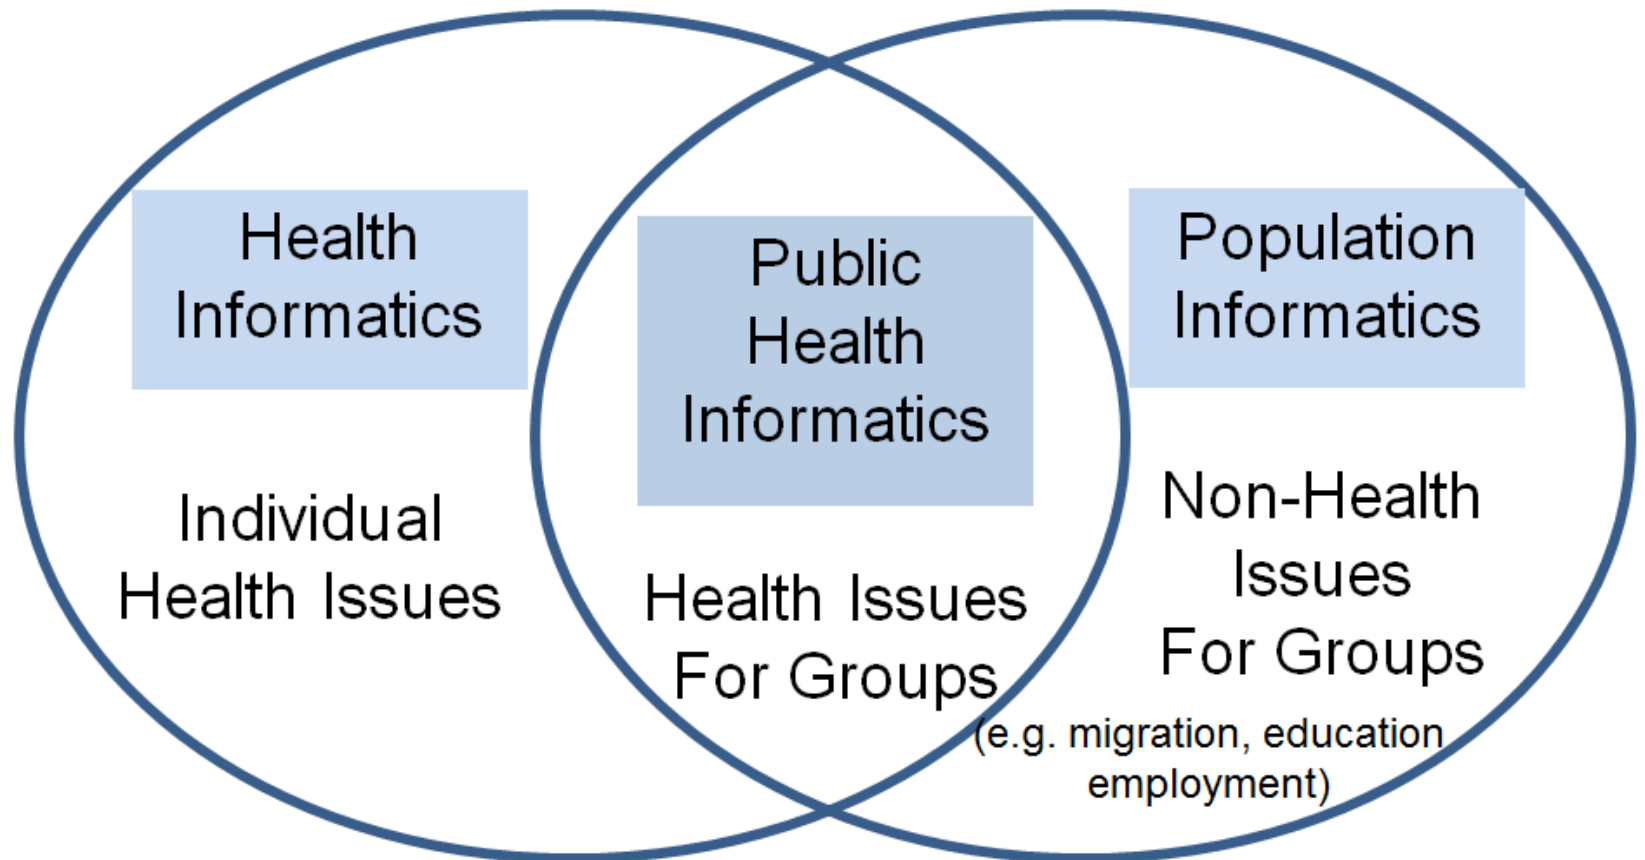 Health
Informatics
Individual
Health Issues
Public
Health
Informatics
Health Issues
For Groups
Population
Informatics
Non-Health
Issues
For Groups
(e.g. migration, education
employment)